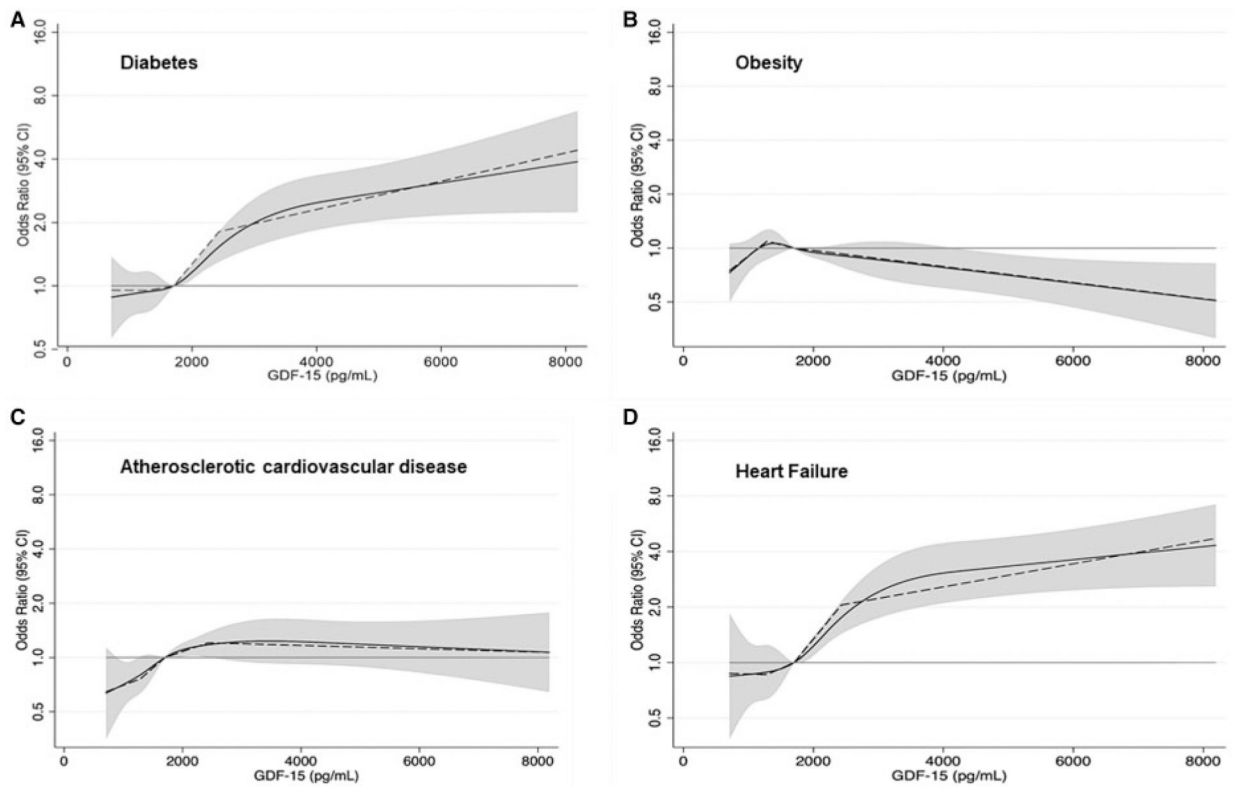 A
Diabetes
Odds Ratio (95% CI)
16.0
8.0
4.0
2.0
1.0
0.5
0 2000 4000 6000 8000
GDF-15 (pg/mL)
B
Obesity
Odds Ratio (95% CI)
16.0
8.0
4.0
2.0
1.0
0.5
0 2000 4000 6000 8000
GDF-15 (pg/mL)
C
Atherosclerotic cardiovascular disease
Odds Ratio (95% CI)
16.0
8.0
4.0
2.0
1.0
0.5
0 2000 4000 6000 8000
GDF-15 (pg/mL)
D
Heart Failure
Odds Ratio (95% CI)
16.0
8.0
4.0
2.0
1.0
0.5
0 2000 4000 6000 8000
GDF-15 (pg/mL)